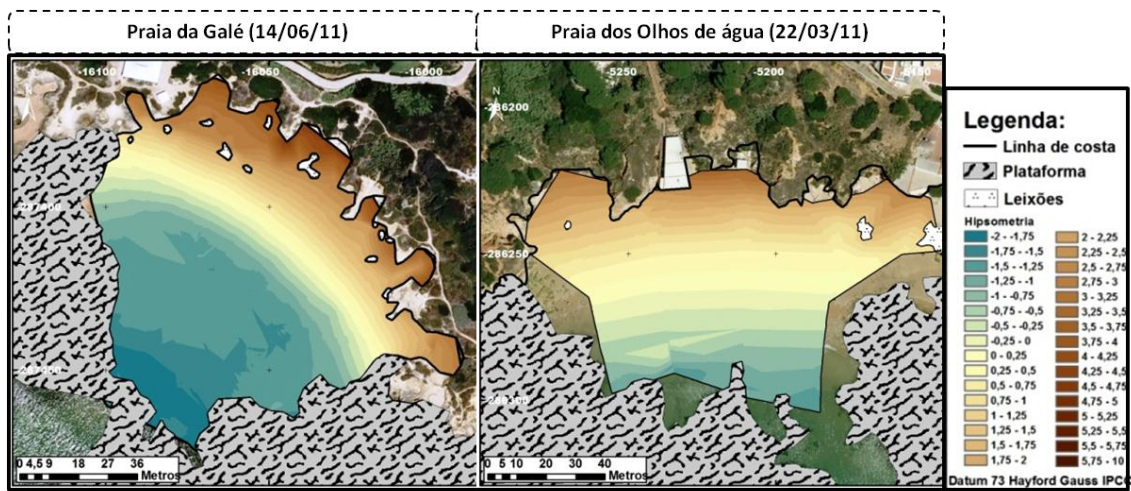 Praia da Galé (14/06/11)
Praia dos Olhos de água (22/03/11)
-16100
-16050
-16000
N
0 4,5 9 18 27 36
Metros
-5250
-5200
N
-286200
-286250
0 5 10 20 30 40
Metros
Legenda:
Linha de costa
Plataforma
Leixões
Hipsometria
-2 - -1,75
-1,75 - -1,5
-1,5 - -1,25
-1,25 - -1
-1 - -0,75
-0,75 - -0,5
-0,5 - -0,25
-0,25 - 0
0 - 0,25
0,25 - 0,5
0,5 - 0,75
0,75 - 1
1 - 1,25
1,25 - 1,5
1,5 - 1,75
1,75 - 2
2 - 2,25
2,25 - 2,5
2,5 - 2,75
2,75 - 3
3 - 3,25
3,25 - 3,5
3,5 - 3,75
3,75 - 4
4 - 4,25
4,25 - 4,5
4,5 - 4,75
4,75 - 5
5 - 5,25
5,25 - 5,5
5,5 - 5,75
5,75 - 10
Datum 73 Hayford Gauss IPCC